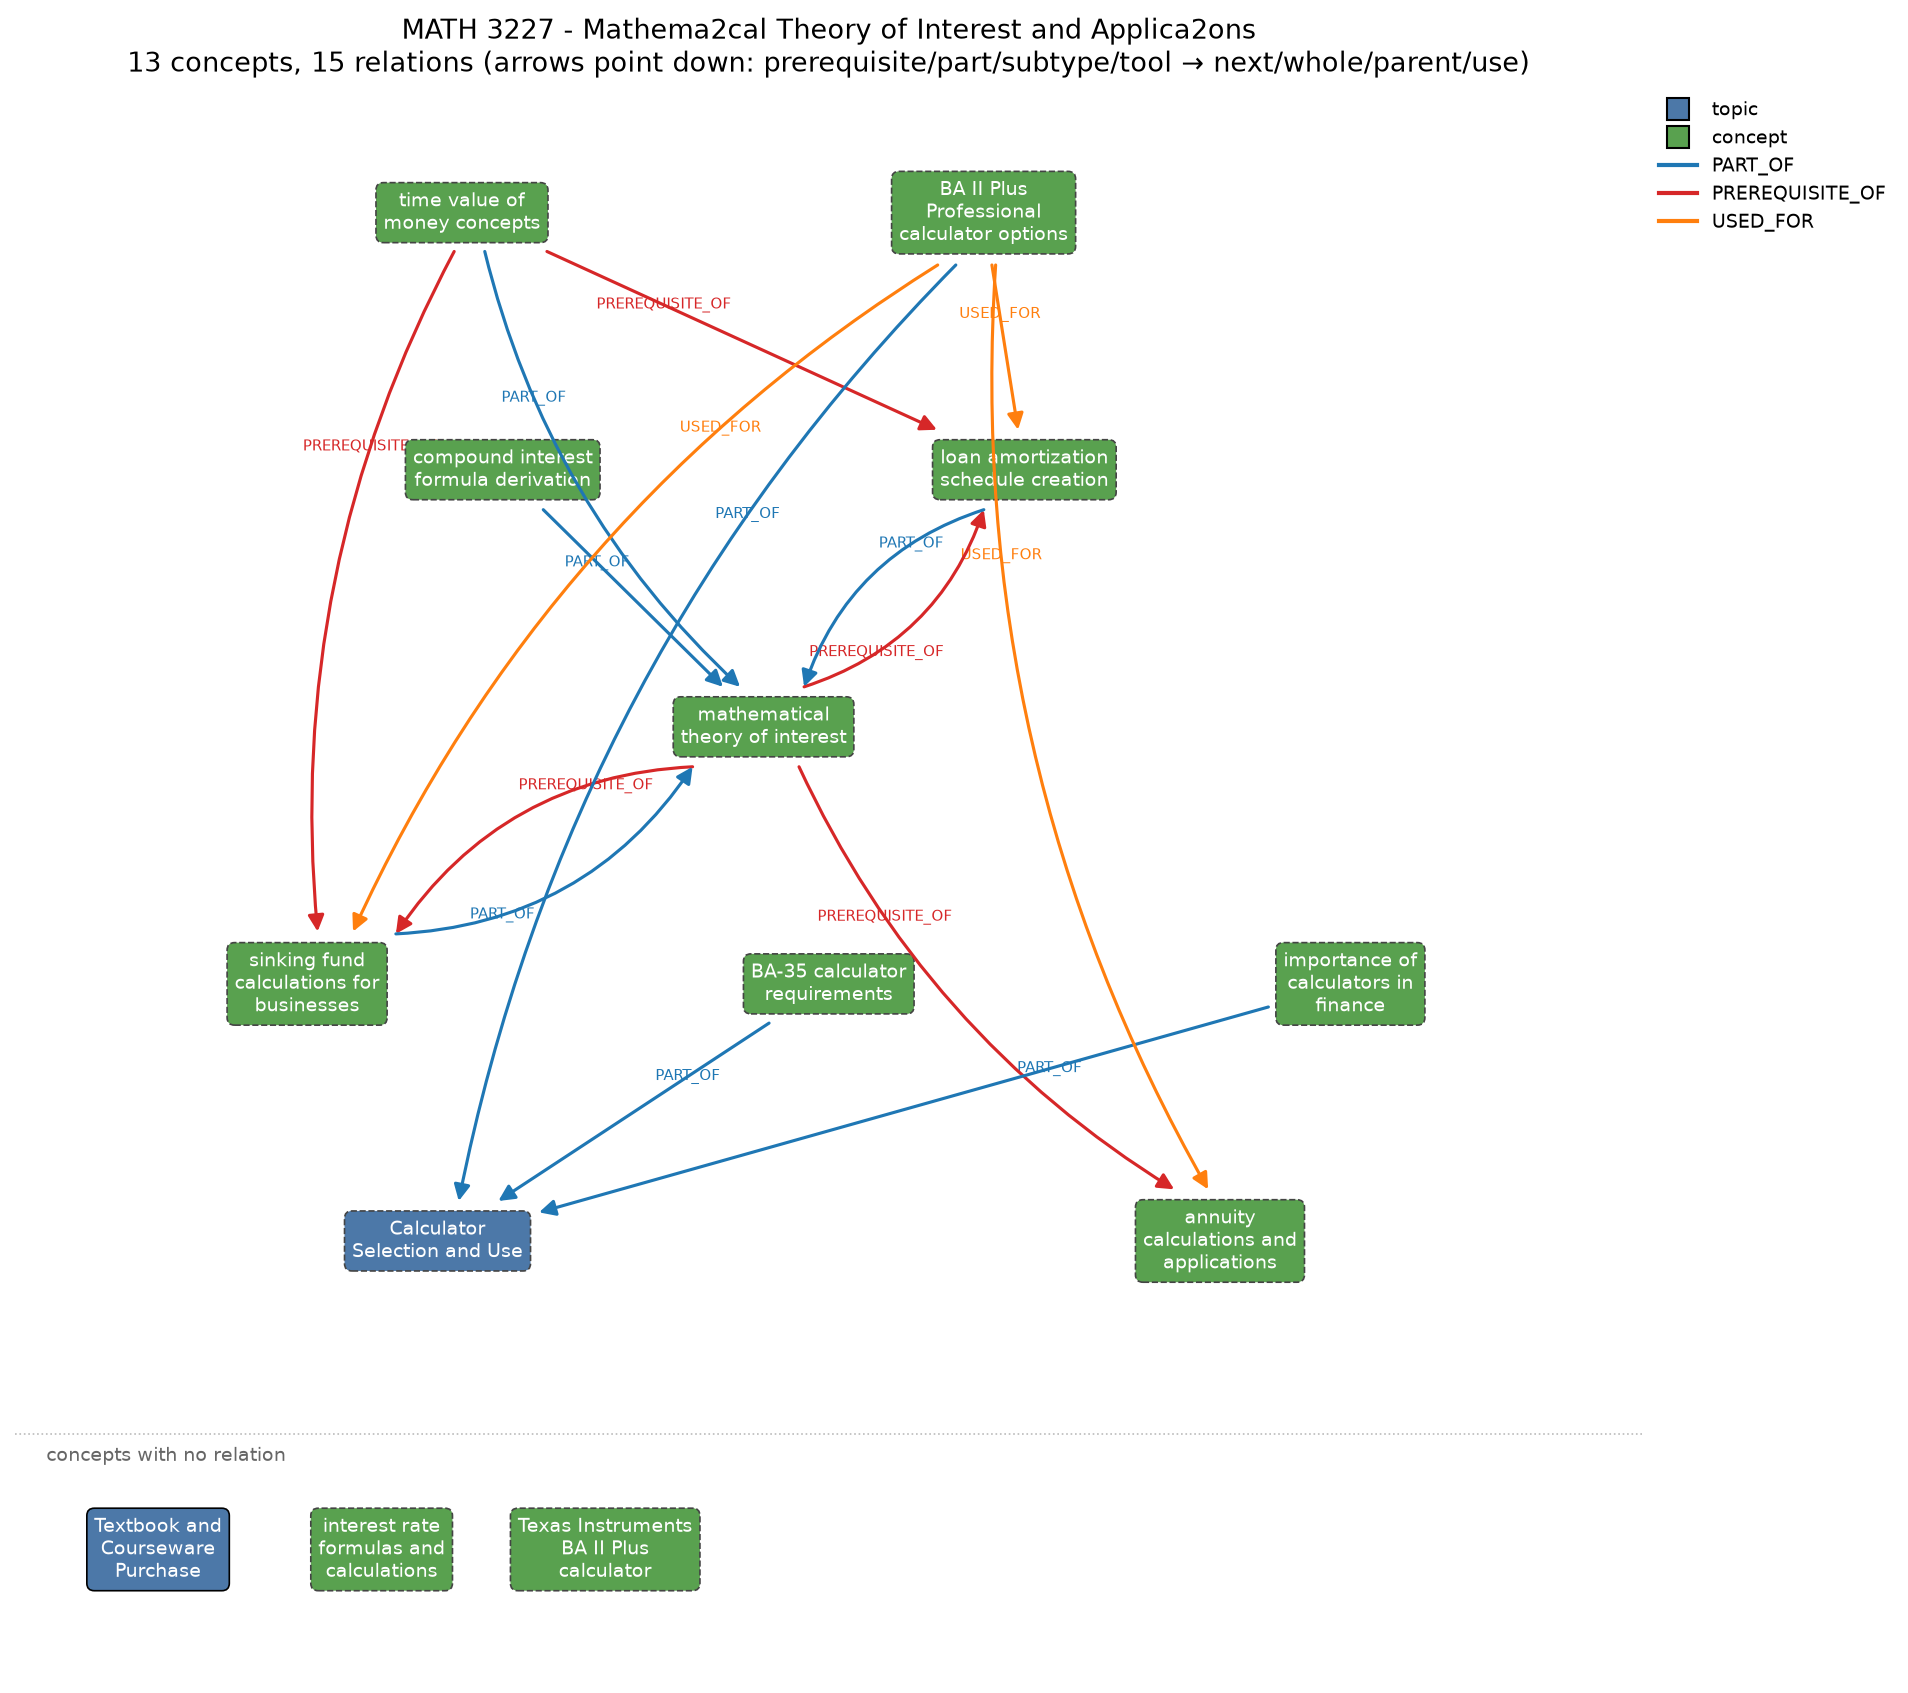 MATH 3227 - Mathema2cal Theory of Interest and Applica2ons
13 concepts, 15 relations (arrows point down: prerequisite/part/subtype/tool → next/whole/parent/use)
topic
concept
PART_OF
PREREQUISITE_OF
USED_FOR
time value of
money concepts
BA II Plus
Professional
calculator options
PREREQUISITE_OF
USED_FOR
PART_OF
USED_FOR
PREREQUISITE
compound interest
formula derivation
loan amortization
schedule creation
PART_OF
PART_OF
USED_FOR
PART_OF
PREREQUISITE_OF
mathematical
theory of interest
PREREQUISITE_OF
PART_OF
PREREQUISITE_OF
sinking fund
calculations for
businesses
BA-35 calculator
requirements
importance of
calculators in
finance
PART_OF
PART_OF
Calculator
Selection and Use
annuity
calculations and
applications
concepts with no relation
Textbook and
Courseware
Purchase
interest rate
formulas and
calculations
Texas Instruments
BA II Plus
calculator